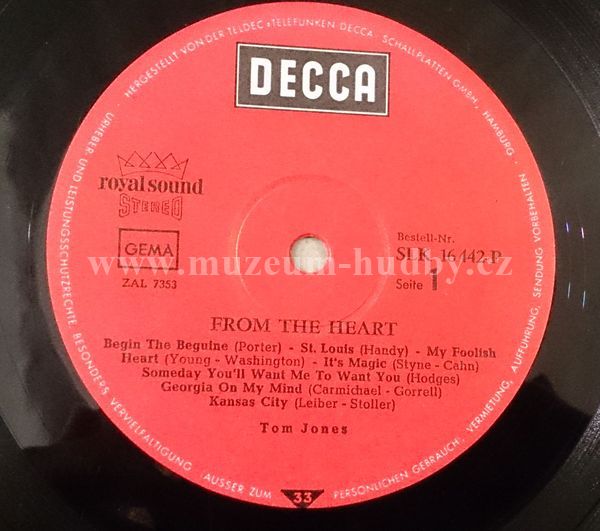 HERGESTELLT VON DER TELDEC »TELEFUNKEN DECCA« SCHALLPLATTEN GMBH, HAMBURG · URHEBER UND LEISTUNGSSCHUTZRECHTE BESONDERS VERVIELFÄLTIGUNG AUSSER ZUM PERSÖNLICHEN GEBRAUCH, VERMIETUNG, AUFFÜHRUNG, SENDUNG VORBEHALTEN
DECCA
royal sound
STEREO
GEMA
ZAL 7353
Bestell-Nr.
SLK 16 442-P
Seite 1
www.muzeum-hudby.cz
FROM THE HEART
Begin The Beguine (Porter) - St. Louis (Handy) - My Foolish
Heart (Young - Washington) - It's Magic (Styne - Cahn)
Someday You'll Want Me To Want You (Hodges)
Georgia On My Mind (Carmichael - Gorrell)
Kansas City (Leiber - Stoller)
Tom Jones
33